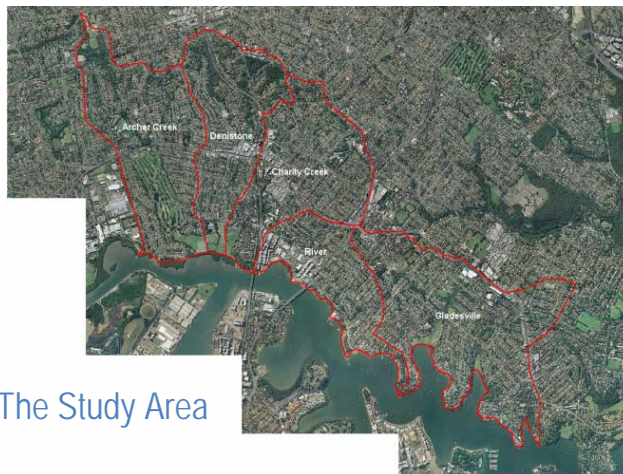 Archer Creek
Denistone
Charity Creek
River
Gladesville
The Study Area